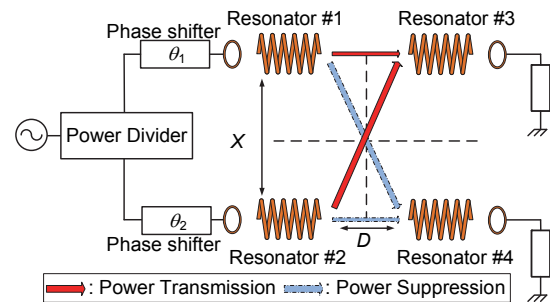 Phase shifter
Resonator #1
Resonator #3
θ1
Power Divider
X
θ2
D
Phase shifter
Resonator #2
Resonator #4
: Power Transmission
: Power Suppression